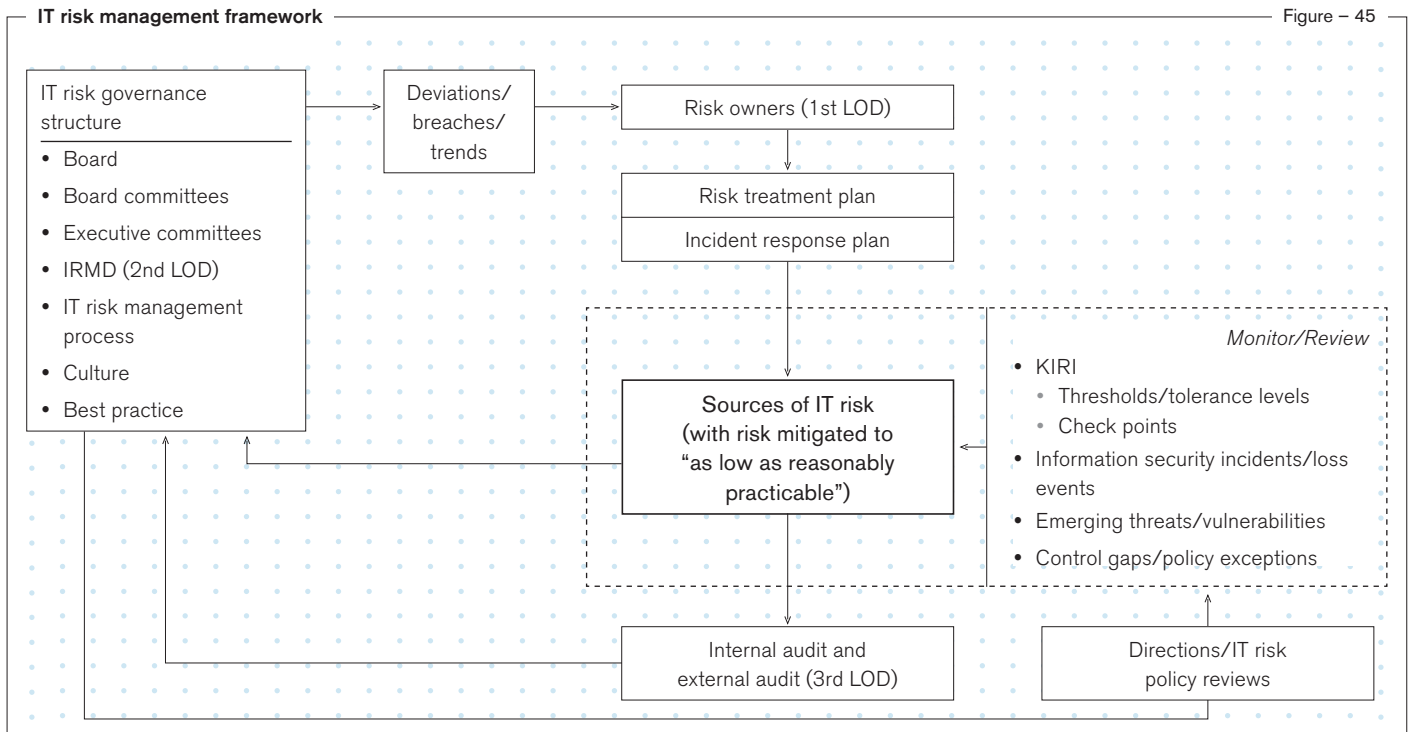 IT risk management framework
Figure – 45
IT risk governance
structure
• Board
• Board committees
• Executive committees
• IRMD (2nd LOD)
• IT risk management
process
• Culture
• Best practice
Deviations/
breaches/
trends
Risk owners (1st LOD)
Risk treatment plan
Incident response plan
Sources of IT risk
(with risk mitigated to
“as low as reasonably
practicable”)
Monitor/Review
• KIRI
• Thresholds/tolerance levels
• Check points
• Information security incidents/loss
events
• Emerging threats/vulnerabilities
• Control gaps/policy exceptions
Internal audit and
external audit (3rd LOD)
Directions/IT risk
policy reviews